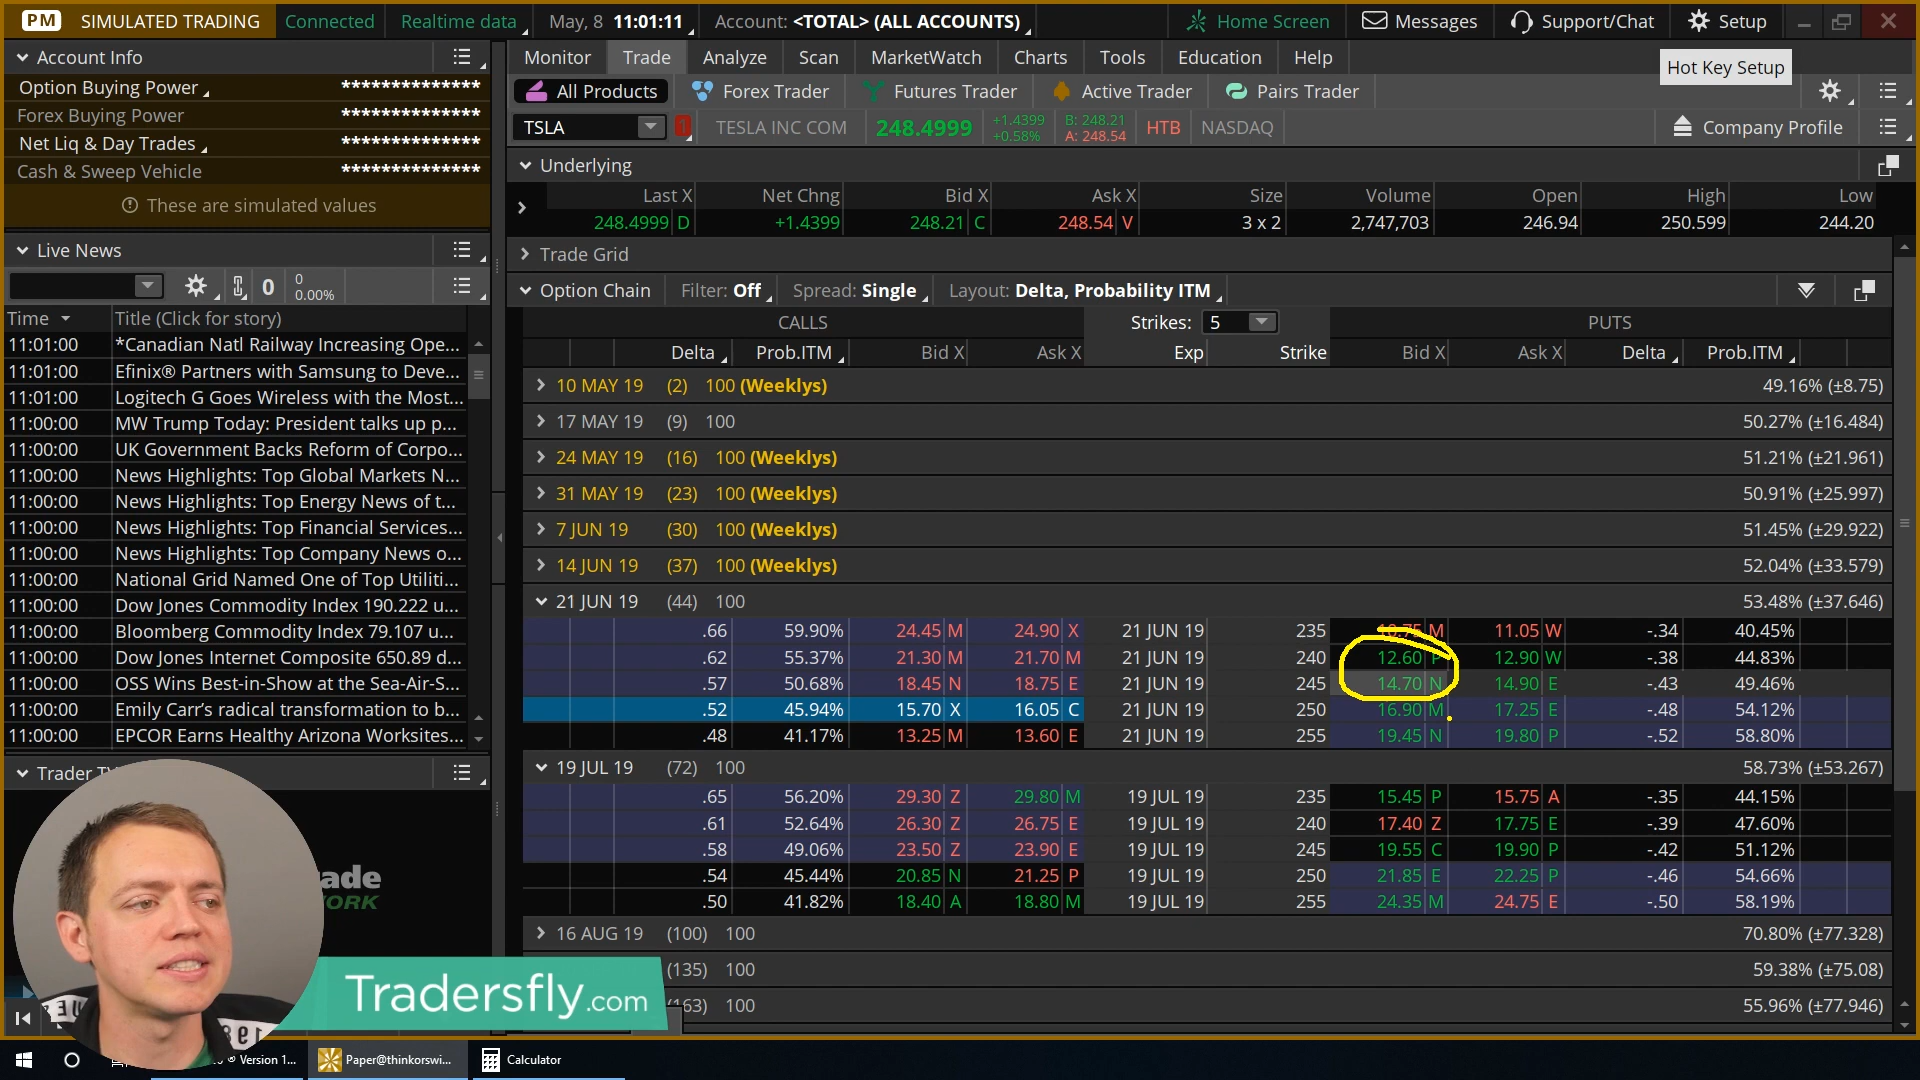 PM SIMULATED TRADING Connected Realtime data May, 8 11:01:11 Account: <TOTAL> (ALL ACCOUNTS) Home Screen Messages Support/Chat Setup
Account Info
Option Buying Power **************
Forex Buying Power **************
Net Liq & Day Trades **************
Cash & Sweep Vehicle **************
These are simulated values
Live News
0 0 0.00%
Time Title (Click for story)
11:01:00 *Canadian Natl Railway Increasing Ope...
11:01:00 Efinix® Partners with Samsung to Deve...
11:01:00 Logitech G Goes Wireless with the Most...
11:00:00 MW Trump Today: President talks up p...
11:00:00 UK Government Backs Reform of Corpo...
11:00:00 News Highlights: Top Global Markets N...
11:00:00 News Highlights: Top Energy News of t...
11:00:00 News Highlights: Top Financial Services...
11:00:00 News Highlights: Top Company News o...
11:00:00 National Grid Named One of Top Utiliti...
11:00:00 Dow Jones Commodity Index 190.222 u...
11:00:00 Bloomberg Commodity Index 79.107 u...
11:00:00 Dow Jones Internet Composite 650.89 d...
11:00:00 OSS Wins Best-in-Show at the Sea-Air-S...
11:00:00 Emily Carr's radical transformation to b...
11:00:00 EPCOR Earns Healthy Arizona Worksites...
Trader
Tradersfly.com
Monitor Trade Analyze Scan MarketWatch Charts Tools Education Help
Hot Key Setup
All Products Forex Trader Futures Trader Active Trader Pairs Trader
TSLA 1 TESLA INC COM 248.4999 +1.4399 +0.58% B: 248.21 A: 248.54 HTB NASDAQ Company Profile
Underlying
Last X Net Chng Bid X Ask X Size Volume Open High Low
248.4999 D +1.4399 248.21 C 248.54 V 3 x 2 2,747,703 246.94 250.599 244.20
Trade Grid
Option Chain Filter: Off Spread: Single Layout: Delta, Probability ITM
CALLS Strikes: 5 PUTS
Delta Prob.ITM Bid X Ask X Exp Strike Bid X Ask X Delta Prob.ITM
10 MAY 19 (2) 100 (Weeklys) 49.16% (±8.75)
17 MAY 19 (9) 100 50.27% (±16.484)
24 MAY 19 (16) 100 (Weeklys) 51.21% (±21.961)
31 MAY 19 (23) 100 (Weeklys) 50.91% (±25.997)
7 JUN 19 (30) 100 (Weeklys) 51.45% (±29.922)
14 JUN 19 (37) 100 (Weeklys) 52.04% (±33.579)
21 JUN 19 (44) 100 53.48% (±37.646)
.66 59.90% 24.45 M 24.90 X 21 JUN 19 235 10.75 M 11.05 W -.34 40.45%
.62 55.37% 21.30 M 21.70 M 21 JUN 19 240 12.60 P 12.90 W -.38 44.83%
.57 50.68% 18.45 N 18.75 E 21 JUN 19 245 14.70 N 14.90 E -.43 49.46%
.52 45.94% 15.70 X 16.05 C 21 JUN 19 250 16.90 M 17.25 E -.48 54.12%
.48 41.17% 13.25 M 13.60 E 21 JUN 19 255 19.45 N 19.80 P -.52 58.80%
19 JUL 19 (72) 100 58.73% (±53.267)
.65 56.20% 29.30 Z 29.80 M 19 JUL 19 235 15.45 P 15.75 A -.35 44.15%
.61 52.64% 26.30 Z 26.75 E 19 JUL 19 240 17.40 Z 17.75 E -.39 47.60%
.58 49.06% 23.50 Z 23.90 E 19 JUL 19 245 19.55 C 19.90 P -.42 51.12%
.54 45.44% 20.85 N 21.25 P 19 JUL 19 250 21.85 E 22.25 P -.46 54.66%
.50 41.82% 18.40 A 18.80 M 19 JUL 19 255 24.35 M 24.75 E -.50 58.19%
16 AUG 19 (100) 100 70.80% (±77.328)
(135) 100 59.38% (±75.08)
(163) 100 55.96% (±77.946)
Version 1... Paper@thinkorswi... Calculator